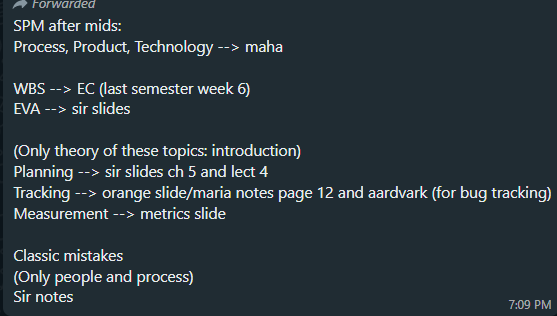 Forwarded
SPM after mids:
Process, Product, Technology --> maha
WBS --> EC (last semester week 6)
EVA --> sir slides
(Only theory of these topics: introduction)
Planning --> sir slides ch 5 and lect 4
Tracking --> orange slide/maria notes page 12 and aardvark (for bug tracking)
Measurement --> metrics slide
Classic mistakes
(Only people and process)
Sir notes
7:09 PM